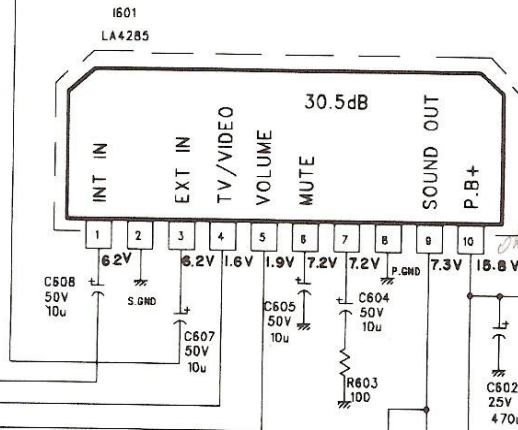 I601
LA4285
30.5dB
INT IN
EXT IN
TV/VIDEO
VOLUME
MUTE
SOUND OUT
P.B+
1 2 3 4 5 6 7 8 9 10
6.2V 6.2V 1.6V 1.9V 7.2V 7.2V 7.3V 15.8V
S.GND
P.GND
C608
50V
10u
C607
50V
10u
C605
50V
10u
C604
50V
10u
R603
100
C602
25V
470u